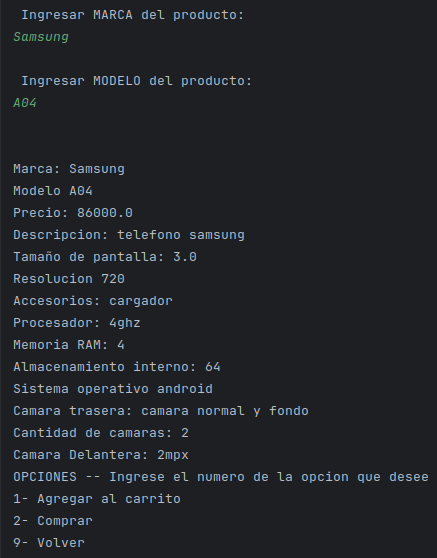 Ingresar MARCA del producto:
Samsung
Ingresar MODELO del producto:
A04
Marca: Samsung
Modelo A04
Precio: 86000.0
Descripcion: telefono samsung
Tamaño de pantalla: 3.0
Resolucion 720
Accesorios: cargador
Procesador: 4ghz
Memoria RAM: 4
Almacenamiento interno: 64
Sistema operativo android
Camara trasera: camara normal y fondo
Cantidad de camaras: 2
Camara Delantera: 2mpx
OPCIONES -- Ingrese el numero de la opcion que desee
1- Agregar al carrito
2- Comprar
9- Volver